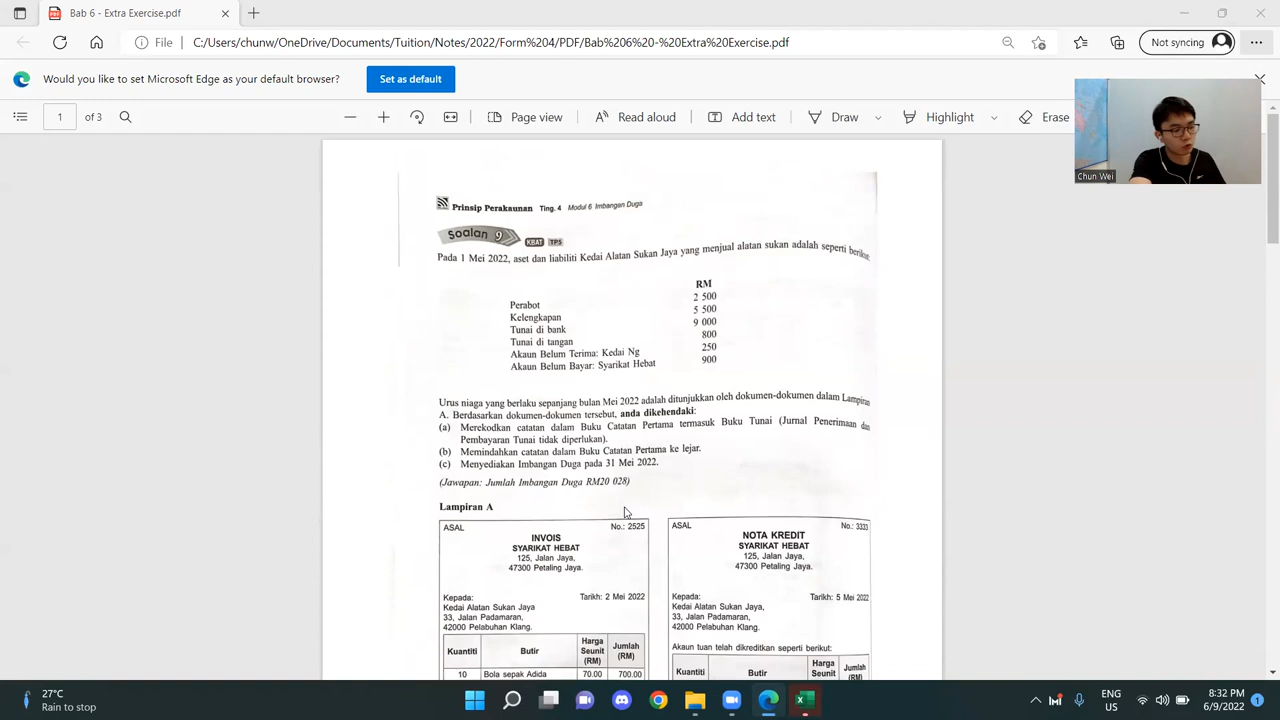 Bab 6 - Extra Exercise.pdf
File
C:/Users/chunw/OneDrive/Documents/Tuition/Notes/2022/Form%204/PDF/Bab%206%20-%20Extra%20Exercise.pdf
Not syncing
Would you like to set Microsoft Edge as your default browser?
Set as default
1 of 3
Page view
Read aloud
Add text
Draw
Highlight
Erase
Chun Wei
Prinsip Perakaunan Ting. 4 Modul 6 Imbangan Duga
Soalan 9 KBAT TP5
Pada 1 Mei 2022, aset dan liabiliti Kedai Alatan Sukan Jaya yang menjual alatan sukan adalah seperti berikut.
RM
Perabot 2 500
Kelengkapan 5 500
Tunai di bank 9 000
Tunai di tangan 800
Akaun Belum Terima: Kedai Ng 250
Akaun Belum Bayar: Syarikat Hebat 900
Urus niaga yang berlaku sepanjang bulan Mei 2022 adalah ditunjukkan oleh dokumen-dokumen dalam Lampiran
A. Berdasarkan dokumen-dokumen tersebut, anda dikehendaki:
(a) Merekodkan catatan dalam Buku Catatan Pertama termasuk Buku Tunai (Jurnal Penerimaan dan
Pembayaran Tunai tidak diperlukan).
(b) Memindahkan catatan dalam Buku Catatan Pertama ke lejar.
(c) Menyediakan Imbangan Duga pada 31 Mei 2022.
(Jawapan: Jumlah Imbangan Duga RM20 028)
Lampiran A
ASAL No.: 2525
INVOIS
SYARIKAT HEBAT
125, Jalan Jaya,
47300 Petaling Jaya.
Kepada: Tarikh: 2 Mei 2022
Kedai Alatan Sukan Jaya
33, Jalan Padamaran,
42000 Pelabuhan Klang.
Kuantiti Butir Harga Seunit (RM) Jumlah (RM)
10 Bola sepak Adida 70.00 700.00
ASAL No.: 3333
NOTA KREDIT
SYARIKAT HEBAT
125, Jalan Jaya,
47300 Petaling Jaya.
Kepada: Tarikh: 5 Mei 2022
Kedai Alatan Sukan Jaya,
33, Jalan Padamaran,
42000 Pelabuhan Klang.
Akaun tuan telah dikreditkan seperti berikut:
Kuantiti Butir Harga Seunit Jumlah (RM)
27°C
Rain to stop
ENG
US
8:32 PM
6/9/2022
1